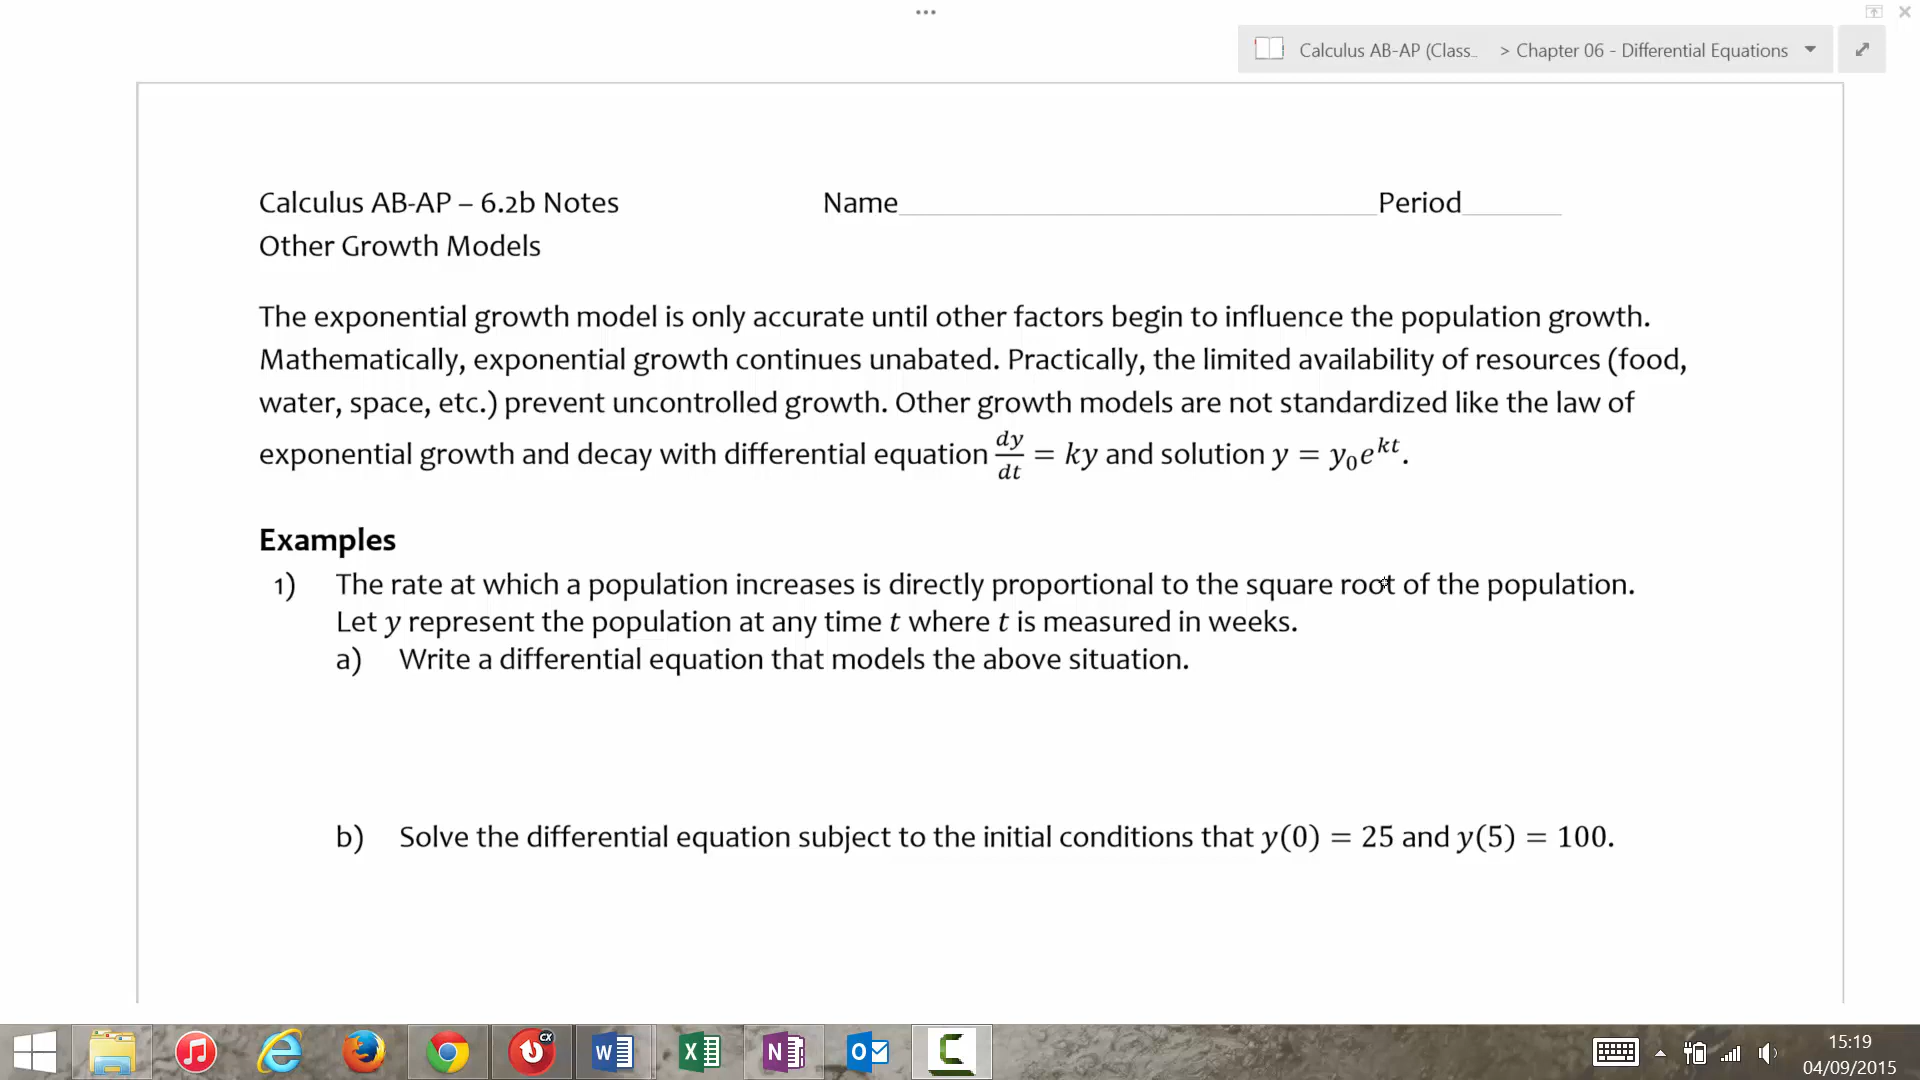 Calculus AB-AP (Class.. > Chapter 06 - Differential Equations
Calculus AB-AP – 6.2b Notes Name______ Period______
Other Growth Models
The exponential growth model is only accurate until other factors begin to influence the population growth.
Mathematically, exponential growth continues unabated. Practically, the limited availability of resources (food,
water, space, etc.) prevent uncontrolled growth. Other growth models are not standardized like the law of
exponential growth and decay with differential equation dy/dt = ky and solution y = y₀eᵏᵗ.
Examples
1) The rate at which a population increases is directly proportional to the square root of the population.
Let y represent the population at any time t where t is measured in weeks.
a) Write a differential equation that models the above situation.
b) Solve the differential equation subject to the initial conditions that y(0) = 25 and y(5) = 100.
15:19
04/09/2015